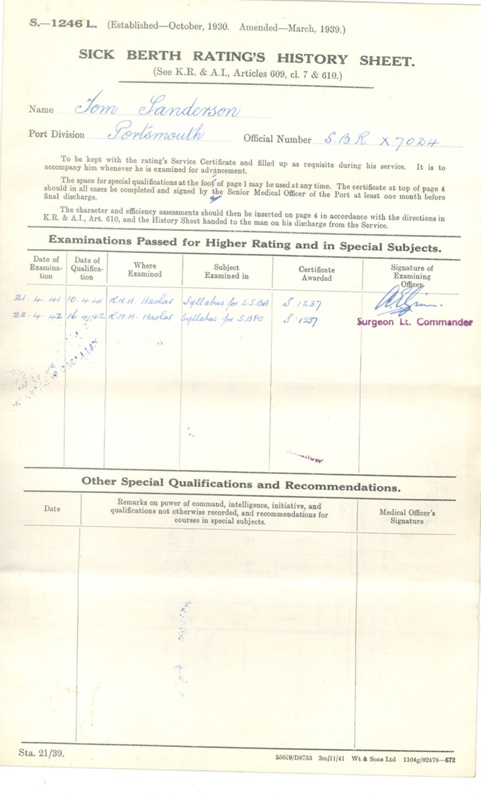 S.—1246 L. (Established—October, 1930. Amended—March, 1939.)
SICK BERTH RATING'S HISTORY SHEET.
(See K.R. & A.I., Articles 609, cl. 7 & 610.)
Name Tom Sanderson
Port Division Portsmouth Official Number S.B.R. X7024
To be kept with the rating's Service Certificate and filled up as requisite during his service. It is to
accompany him whenever he is examined for advancement.
The space for special qualifications at the foot of page 1 may be used at any time. The certificate at top of page 4
should in all cases be completed and signed by the Senior Medical Officer of the Port at least one month before
final discharge.
The character and efficiency assessments should then be inserted on page 4 in accordance with the directions in
K.R. & A.I., Art. 610, and the History Sheet handed to the man on his discharge from the Service.
Examinations Passed for Higher Rating and in Special Subjects.
Date of Examina-tion Date of Qualifica-tion Where Examined Subject Examined in Certificate Awarded Signature of Examining Officer
21.4.41 10.4.41 R.N.H. Haslar Syllabus for L.S.B.A S 1237
22.4.42 16.4.42 R.N.H. Haslar Syllabus for S.B.P.O S 1237 Surgeon Lt. Commander
Other Special Qualifications and Recommendations.
Date Remarks on power of command, intelligence, initiative, and qualifications not otherwise recorded, and recommendations for courses in special subjects. Medical Officer's Signature
Sta. 21/39. 25029/D8733 3m/11/41 Wt & Sons Ltd 1104g/82478—672